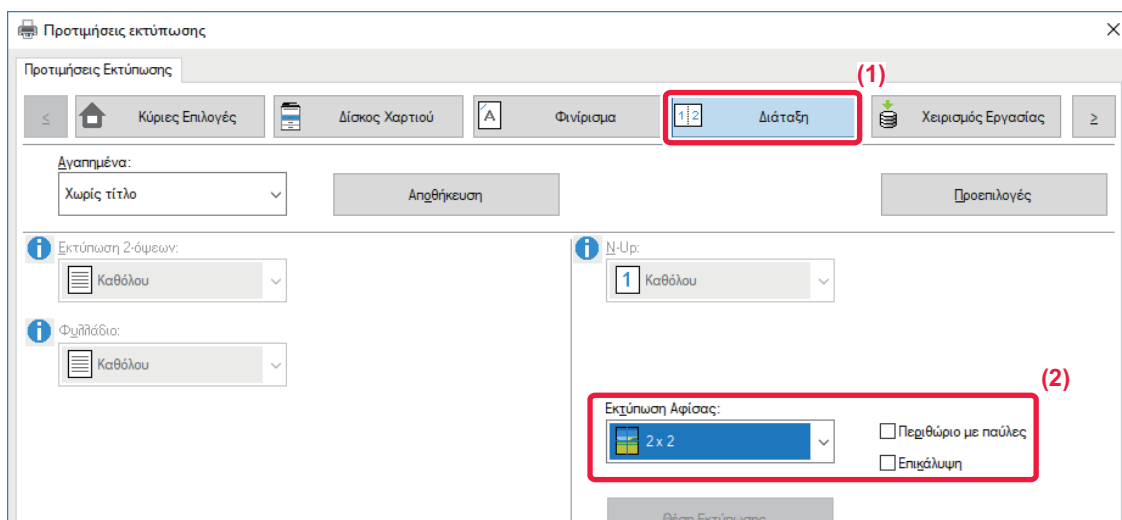 Προτιμήσεις εκτύπωσης
Προτιμήσεις Εκτύπωσης
(1)
< Κύριες Επιλογές Δίσκος Χαρτιού A Φινίρισμα 1 2 Διάταξη Χειρισμός Εργασίας >
Αγαπημένα:
Χωρίς τίτλο Αποθήκευση Προεπιλογές
Εκτύπωση 2-όψεων: N-Up:
Καθόλου 1 Καθόλου
Φυλλάδιο:
Καθόλου
(2)
Εκτύπωση Αφίσας:
2 x 2 Περιθώριο με παύλες
Επικάλυψη
Θέση Εκτύπωσης...